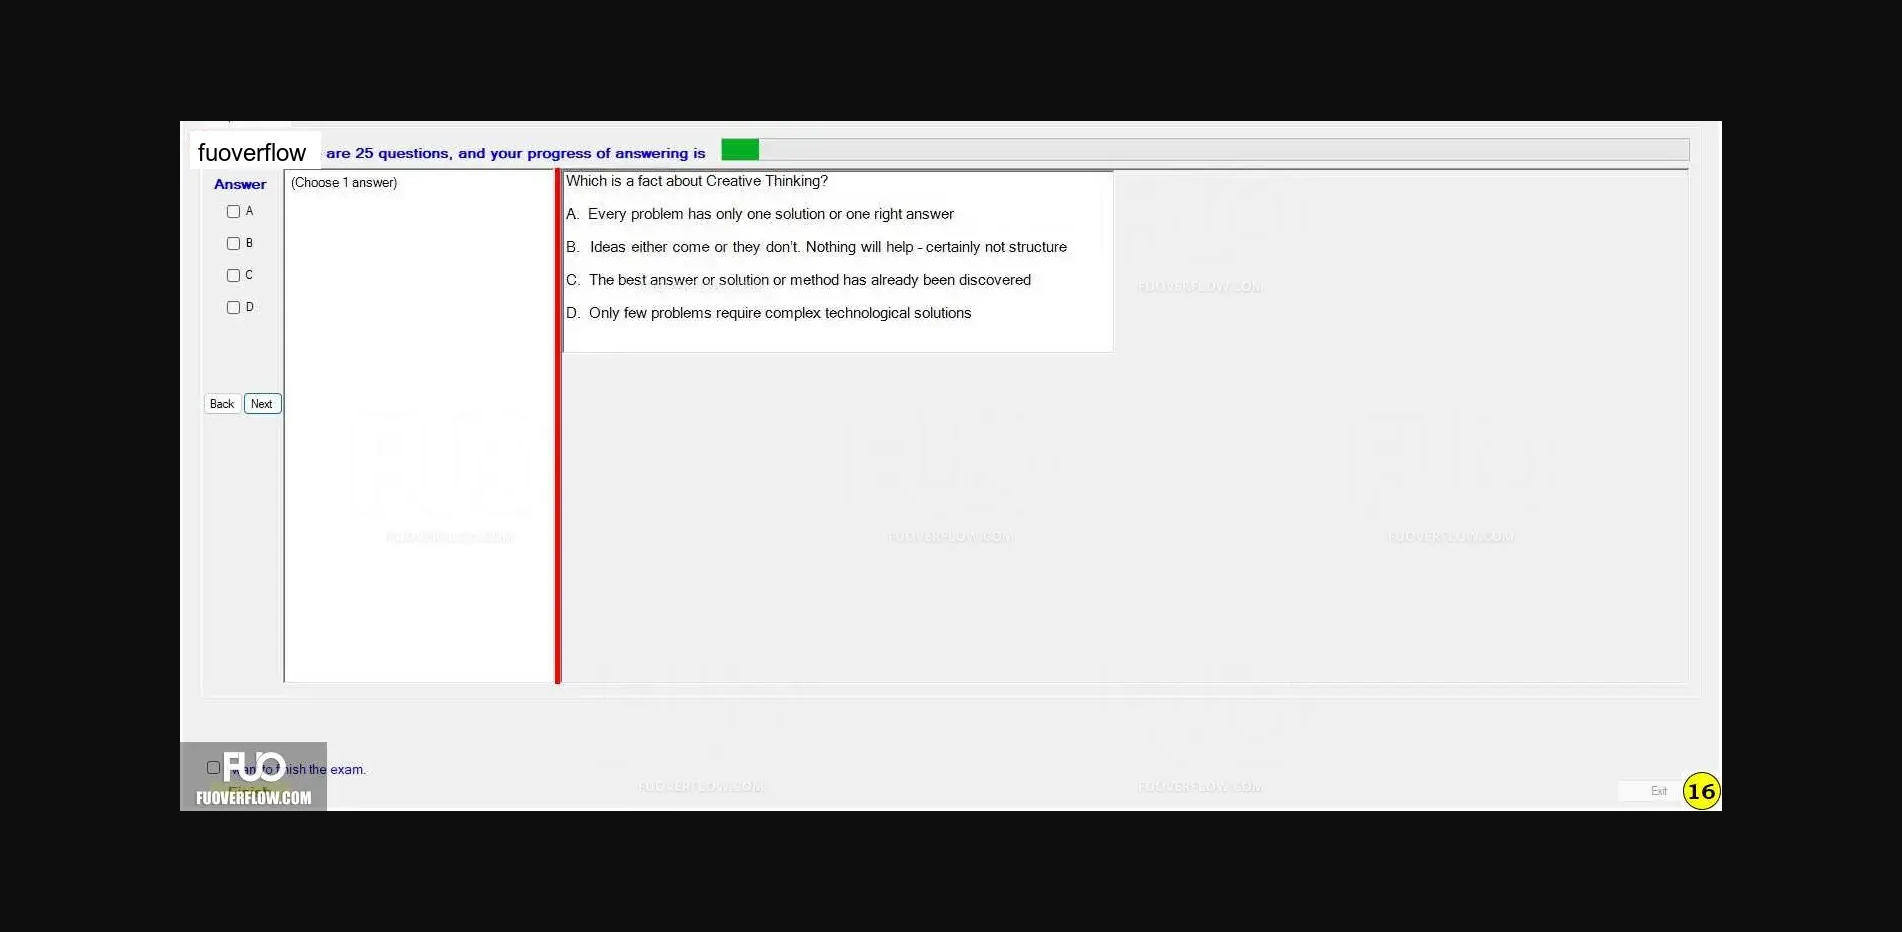 fuoverflow are 25 questions, and your progress of answering is
Answer
(Choose 1 answer)
A
B
C
D
Back Next
Which is a fact about Creative Thinking?
A. Every problem has only one solution or one right answer
B. Ideas either come or they don't. Nothing will help - certainly not structure
C. The best answer or solution or method has already been discovered
D. Only few problems require complex technological solutions
FUOVERFLOW.COM
FUOVERFLOW.COM FUOVERFLOW.COM FUOVERFLOW.COM
FUO
want to finish the exam.
Finish
FUOVERFLOW.COM
FUOVERFLOW.COM FUOVERFLOW.COM
Exit
16